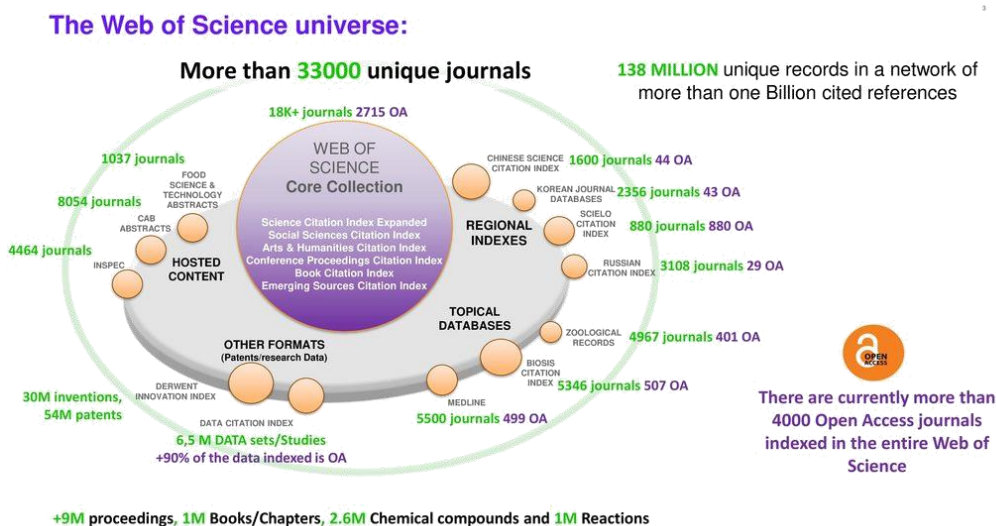 3
The Web of Science universe:
More than 33000 unique journals
138 MILLION unique records in a network of
more than one Billion cited references
18K+ journals 2715 OA
WEB OF
SCIENCE
Core Collection
Science Citation Index Expanded
Social Sciences Citation Index
Arts & Humanities Citation Index
Conference Proceedings Citation Index
Book Citation Index
Emerging Sources Citation Index
1037 journals
FOOD
SCIENCE &
TECHNOLOGY
ABSTRACTS
8054 journals
CAB
ABSTRACTS
4464 journals
INSPEC
HOSTED
CONTENT
CHINESE SCIENCE
CITATION INDEX
1600 journals 44 OA
KOREAN JOURNAL
DATABASES
2356 journals 43 OA
SCIELO
CITATION
INDEX
880 journals 880 OA
REGIONAL
INDEXES
RUSSIAN
CITATION INDEX
3108 journals 29 OA
TOPICAL
DATABASES
ZOOLOGICAL
RECORDS
4967 journals 401 OA
BIOSIS
CITATION
INDEX
5346 journals 507 OA
MEDLINE
5500 journals 499 OA
OTHER FORMATS
(Patents/research Data)
DERWENT
INNOVATION INDEX
30M inventions,
54M patents
DATA CITATION INDEX
6,5 M DATA sets/Studies
+90% of the data indexed is OA
OPEN
ACCESS
There are currently more than
4000 Open Access journals
indexed in the entire Web of
Science
+9M proceedings, 1M Books/Chapters, 2.6M Chemical compounds and 1M Reactions